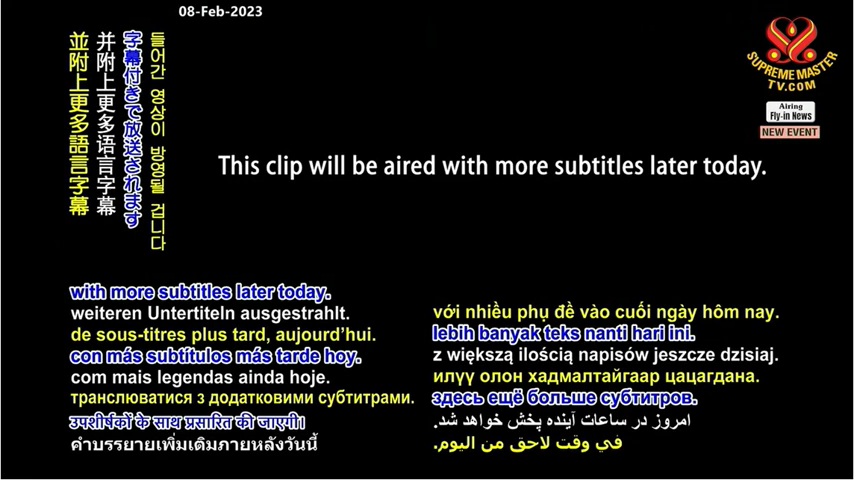 08-Feb-2023
SUPREME MASTER
TV.COM
Airing
Fly-in News
NEW EVENT
들어간 영상이 방영될 겁니다
字幕付きで放送されます
并附上更多语言字幕
並附上更多語言字幕
This clip will be aired with more subtitles later today.
with more subtitles later today.
weiteren Untertiteln ausgestrahlt.
de sous-titres plus tard, aujourd'hui.
con más subtítulos más tarde hoy.
com mais legendas ainda hoje.
транслюватися з додатковими субтитрами.
उपशीर्षकों के साथ प्रसारित की जाएगी।
คำบรรยายเพิ่มเติมภายหลังวันนี้
với nhiều phụ đề vào cuối ngày hôm nay.
lebih banyak teks nanti hari ini.
z większą ilością napisów jeszcze dzisiaj.
илүү олон хадмалтайгаар цацагдана.
здесь ещё больше субтитров.
امروز در ساعات آینده پخش خواهد شد.
في وقت لاحق من اليوم.